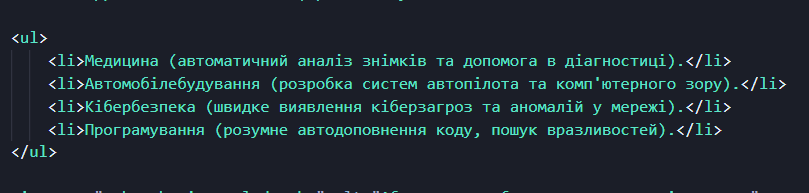 <ul>
<li>Медицина (автоматичний аналіз знімків та допомога в діагностиці).</li>
<li>Автомобілебудування (розробка систем автопілота та комп'ютерного зору).</li>
<li>Кібербезпека (швидке виявлення кіберзагроз та аномалій у мережі).</li>
<li>Програмування (розумне автодоповнення коду, пошук вразливостей).</li>
</ul>